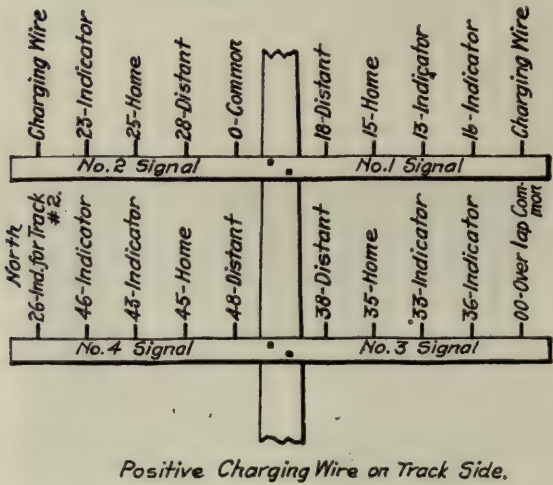 Charging Wire
23-Indicator
25-Home
28-Distant
0-Common
18-Distant
15-Home
13-Indicator
16-Indicator
Charging Wire
No.2 Signal
No.1 Signal
North
26-Ind. for Track
#2.
46-Indicator
43-Indicator
45-Home
48-Distant
38-Distant
35-Home
33-Indicator
36-Indicator
00-Overlap Com-
mon
No.4 Signal
No.3 Signal
Positive Charging Wire on Track Side.